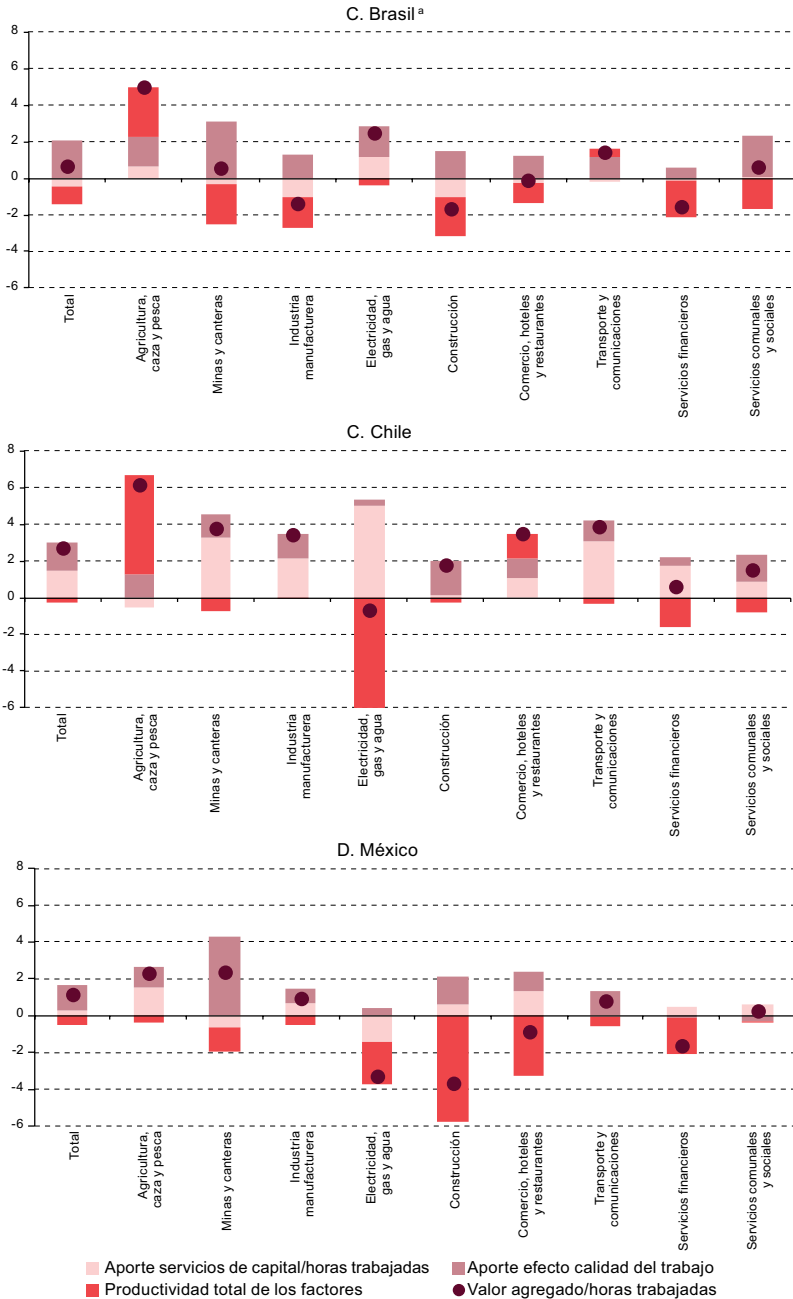 C. Brasil a
8
6
4
2
0
-2
-4
-6
Total
Agricultura,
caza y pesca
Minas y canteras
Industria
manufacturera
Electricidad,
gas y agua
Construcción
Comercio, hoteles
y restaurantes
Transporte y
comunicaciones
Servicios financieros
Servicios comunales
y sociales
C. Chile
8
6
4
2
0
-2
-4
-6
Total
Agricultura,
caza y pesca
Minas y canteras
Industria
manufacturera
Electricidad,
gas y agua
Construcción
Comercio, hoteles
y restaurantes
Transporte y
comunicaciones
Servicios financieros
Servicios comunales
y sociales
D. México
8
6
4
2
0
-2
-4
-6
Total
Agricultura,
caza y pesca
Minas y canteras
Industria
manufacturera
Electricidad,
gas y agua
Construcción
Comercio, hoteles
y restaurantes
Transporte y
comunicaciones
Servicios financieros
Servicios comunales
y sociales
Aporte servicios de capital/horas trabajadas
Aporte efecto calidad del trabajo
Productividad total de los factores
Valor agregado/horas trabajadas